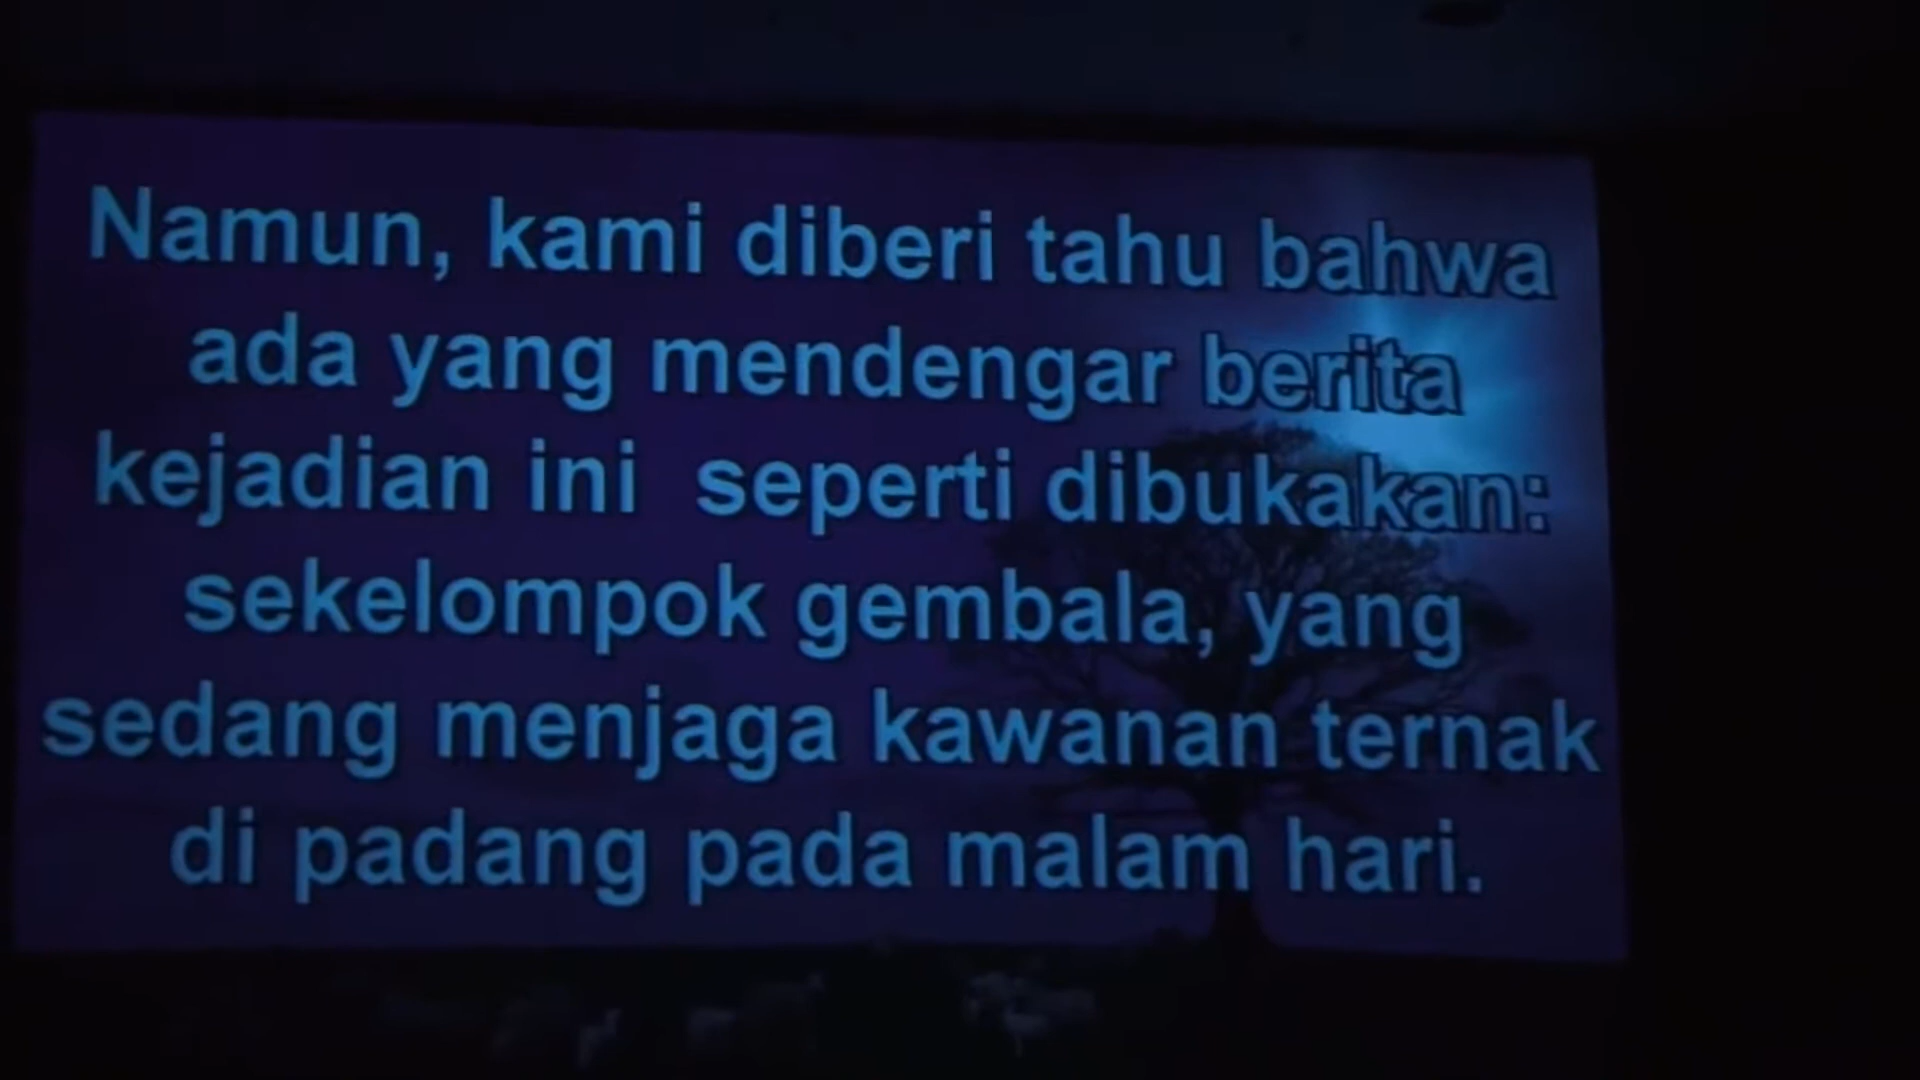 Namun, kami diberi tahu bahwa
ada yang mendengar berita
kejadian ini  seperti dibukakan:
sekelompok gembala, yang
sedang menjaga kawanan ternak
di padang pada malam hari.